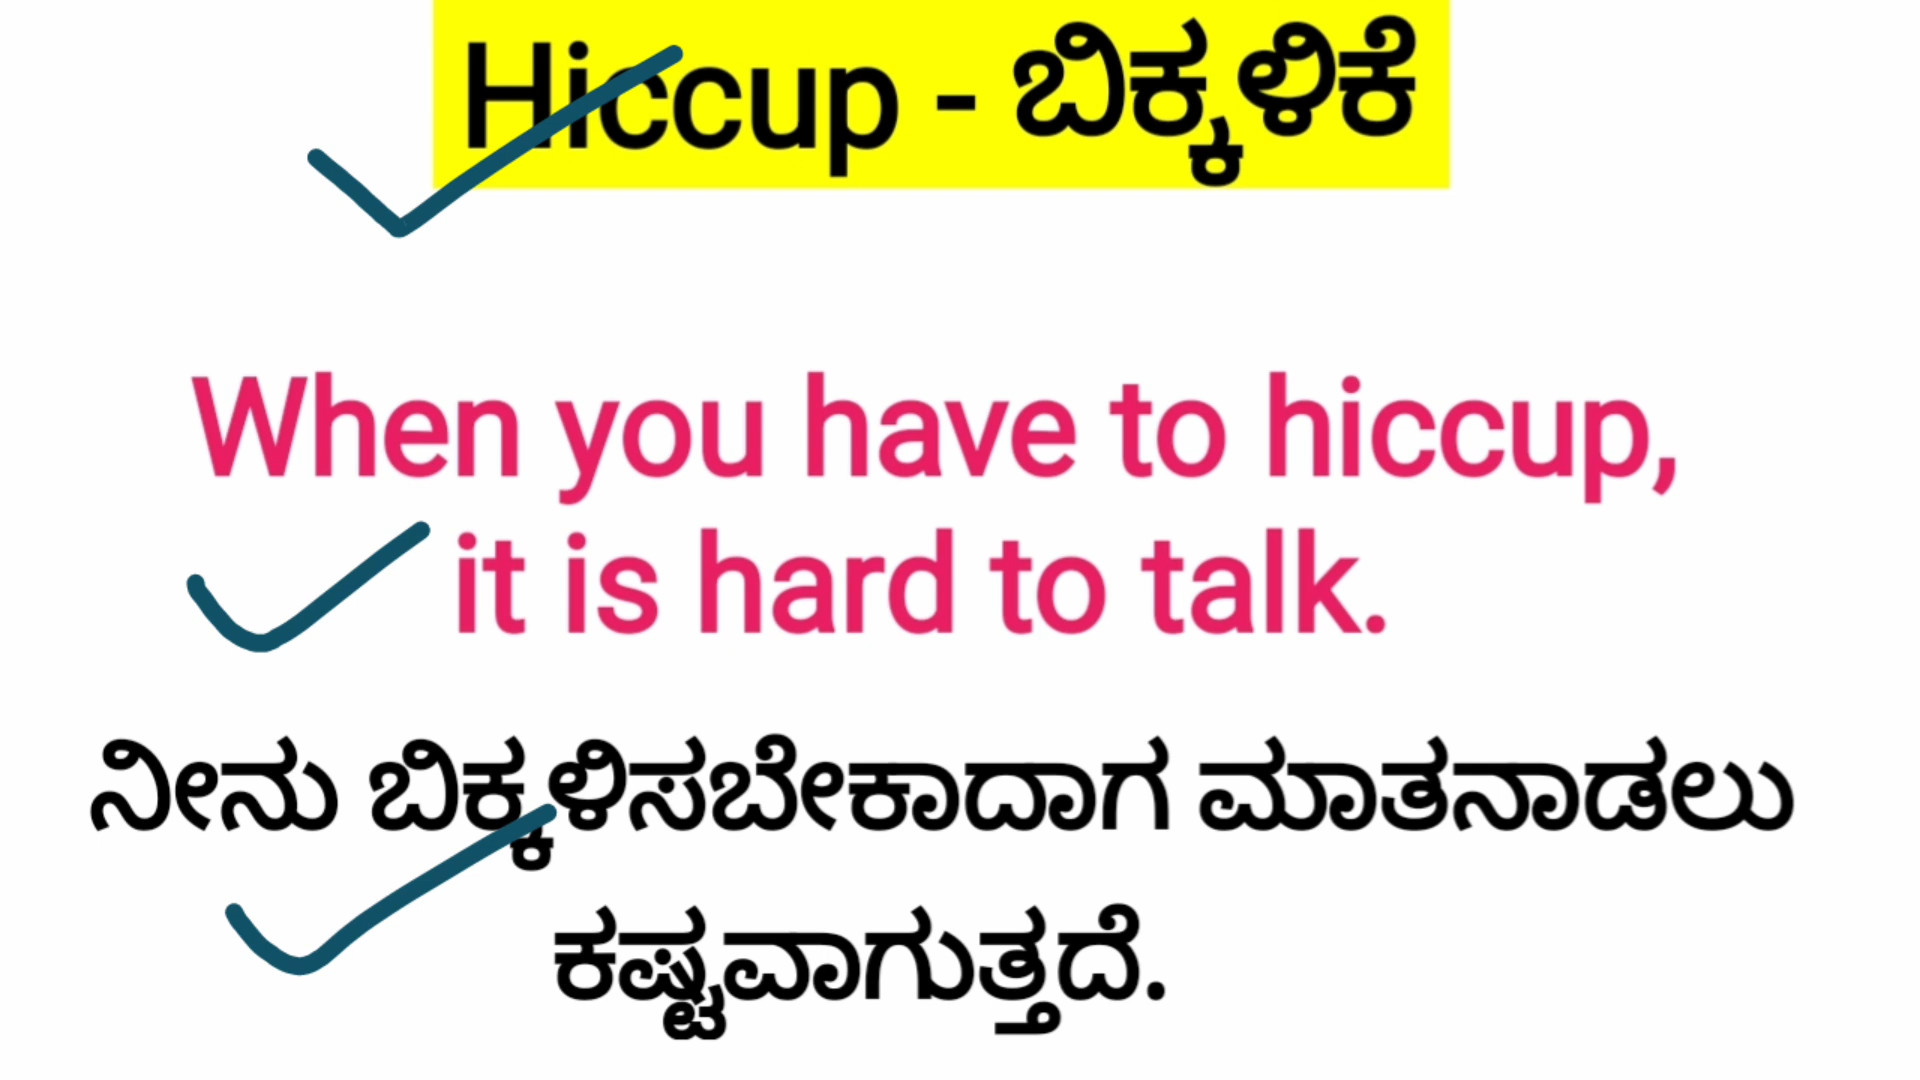 Hiccup - ಬಿಕ್ಕಳಿಕೆ
When you have to hiccup,
it is hard to talk.
ನೀನು ಬಿಕ್ಕಳಿಸಬೇಕಾದಾಗ ಮಾತನಾಡಲು
ಕಷ್ಟವಾಗುತ್ತದೆ.